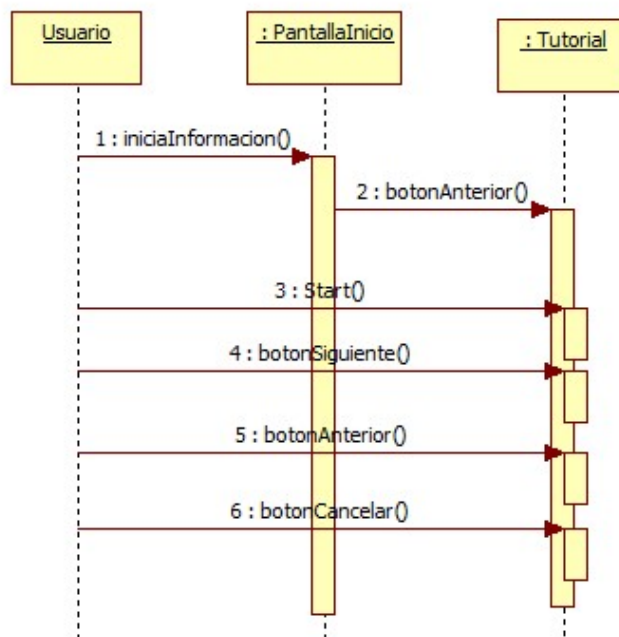 Usuario
: PantallaInicio
: Tutorial
1 : iniciaInformacion()
2 : botonAnterior()
3 : Start()
4 : botonSiguiente()
5 : botonAnterior()
6 : botonCancelar()